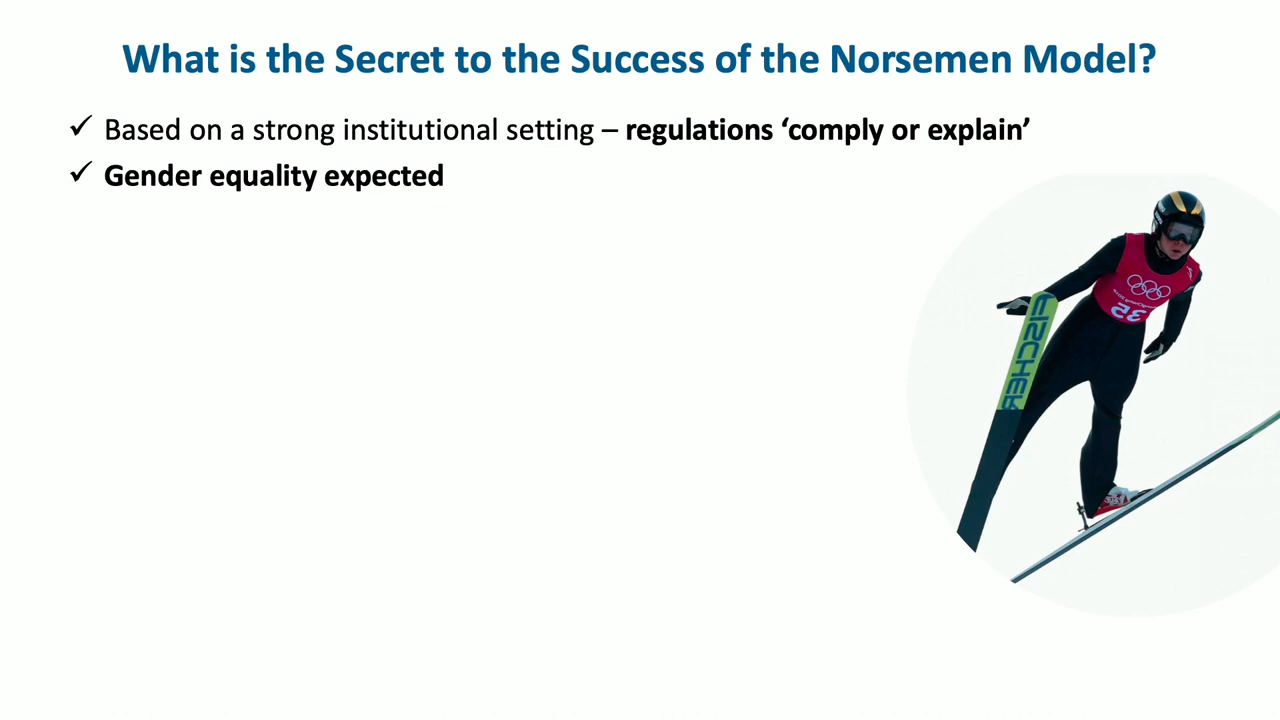 What is the Secret to the Success of the Norsemen Model?
✓ Based on a strong institutional setting – regulations ‘comply or explain’
✓ Gender equality expected
FISCHER
35